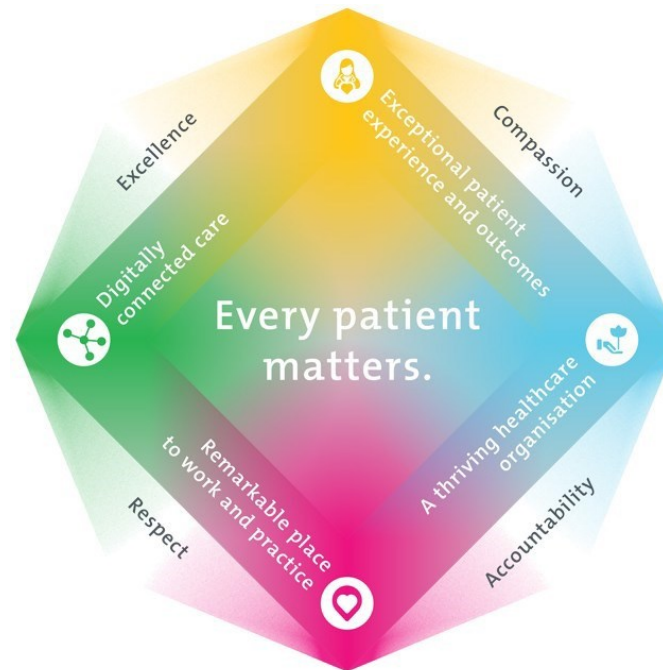 Excellence
Compassion
Exceptional patient
experience and outcomes
Digitally
connected care
Every patient
matters.
A thriving healthcare
organisation
Remarkable place
to work and practice
Respect
Accountability